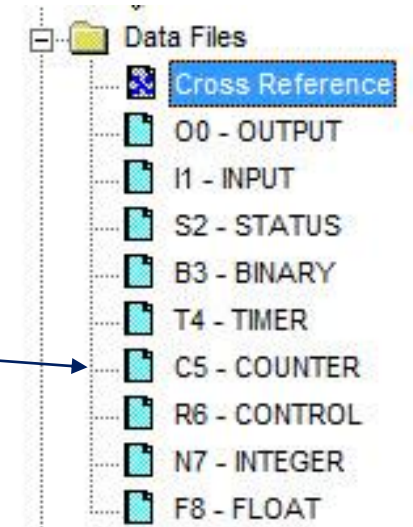 Data Files
Cross Reference
O0 - OUTPUT
I1 - INPUT
S2 - STATUS
B3 - BINARY
T4 - TIMER
C5 - COUNTER
R6 - CONTROL
N7 - INTEGER
F8 - FLOAT